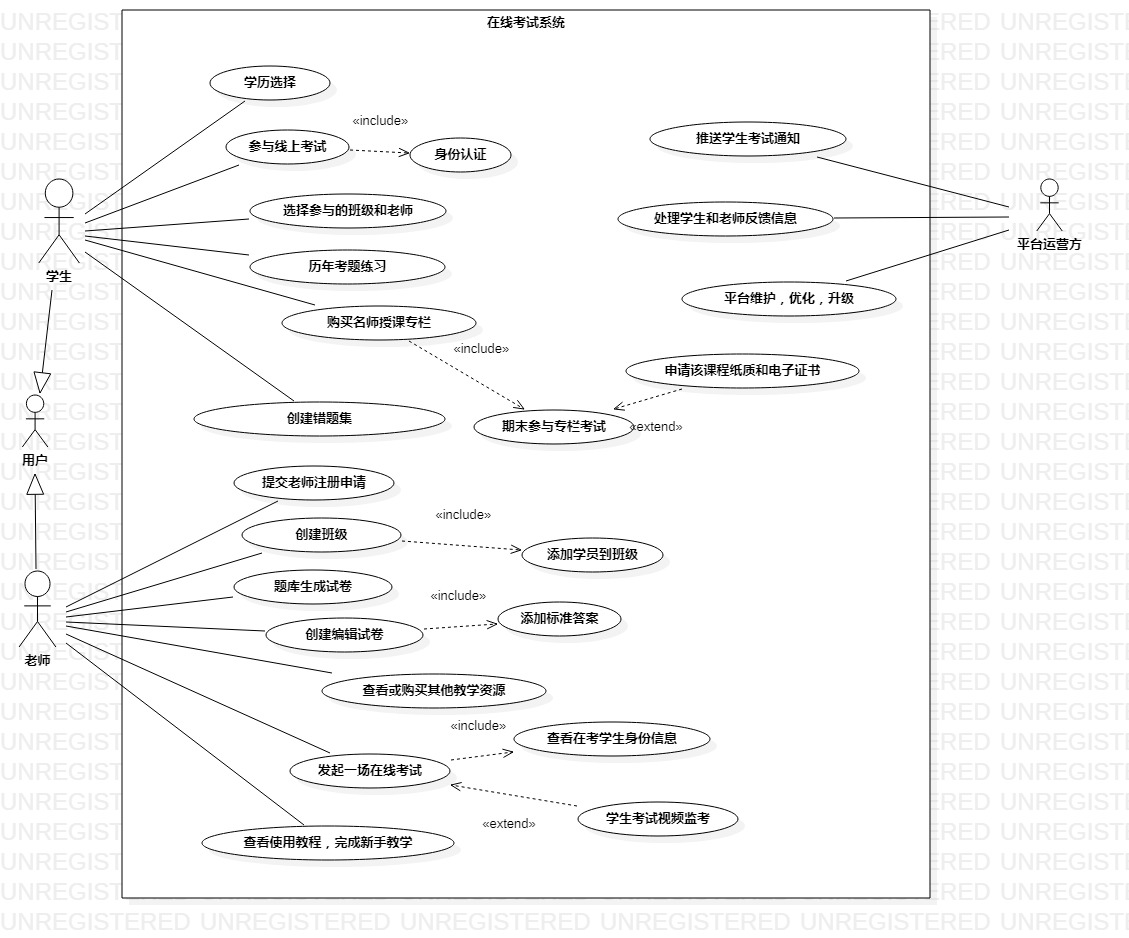 在线考试系统
学历选择
«include»
参与线上考试
身份认证
推送学生考试通知
选择参与的班级和老师
处理学生和老师反馈信息
平台运营方
学生
历年考题练习
平台维护，优化，升级
购买名师授课专栏
«include»
申请该课程纸质和电子证书
创建错题集
期末参与专栏考试
«extend»
用户
提交老师注册申请
«include»
创建班级
添加学员到班级
题库生成试卷
«include»
添加标准答案
创建编辑试卷
老师
查看或购买其他教学资源
«include»
查看在考学生身份信息
发起一场在线考试
学生考试视频监考
«extend»
查看使用教程，完成新手教学
UNREGISTERED UNREGISTERED UNREGISTERED UNREGISTERED UNREGISTERED UNREGISTI